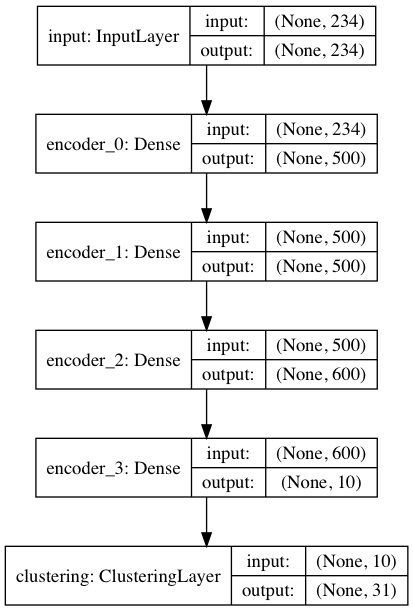 input: InputLayer
input: (None, 234)
output: (None, 234)
encoder_0: Dense
input: (None, 234)
output: (None, 500)
encoder_1: Dense
input: (None, 500)
output: (None, 500)
encoder_2: Dense
input: (None, 500)
output: (None, 600)
encoder_3: Dense
input: (None, 600)
output: (None, 10)
clustering: ClusteringLayer
input: (None, 10)
output: (None, 31)